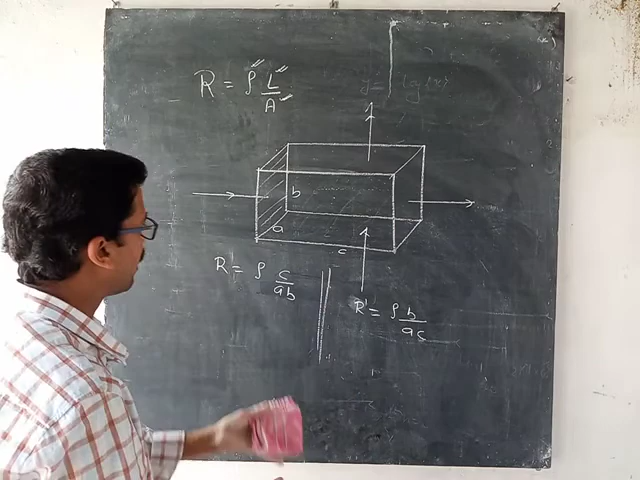 R = ρ L/A
b
a
c
R' = ρ c/ab
R' = ρ b/ac